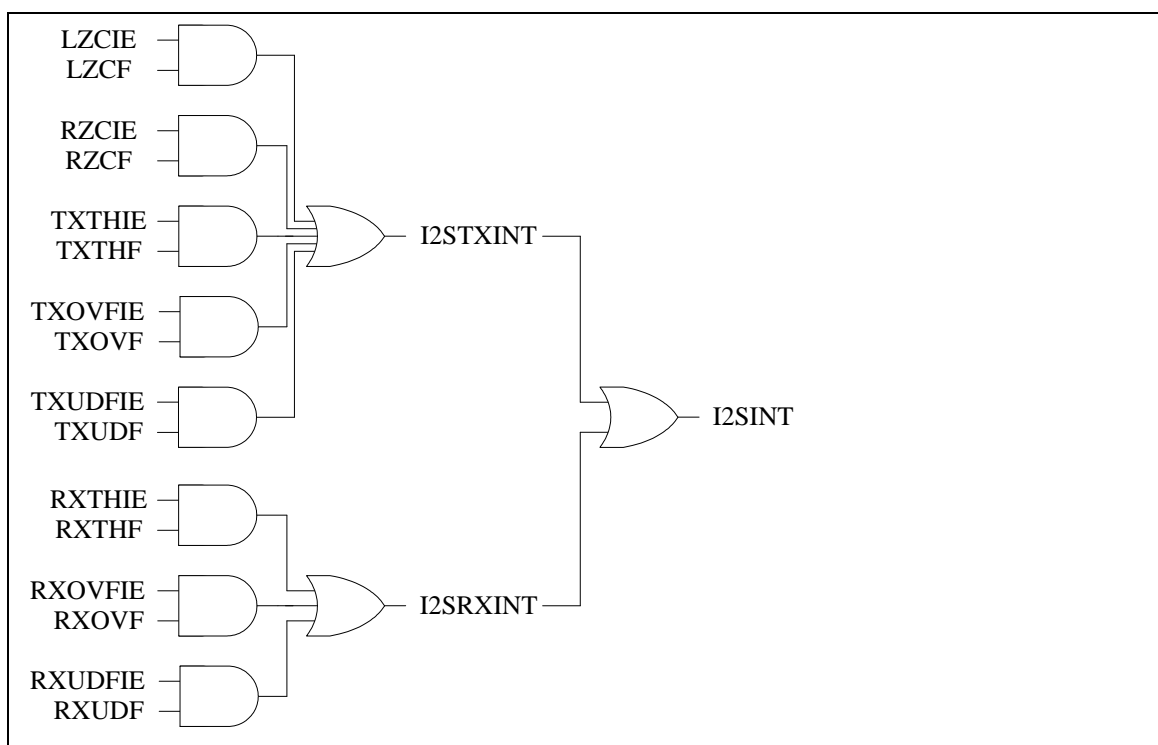 LZCIE
LZCF
RZCIE
RZCF
TXTHIE
TXTHF
I2STXINT
TXOVFIE
TXOVF
TXUDFIE
TXUDF
I2SINT
RXTHIE
RXTHF
RXOVFIE
RXOVF
I2SRXINT
RXUDFIE
RXUDF